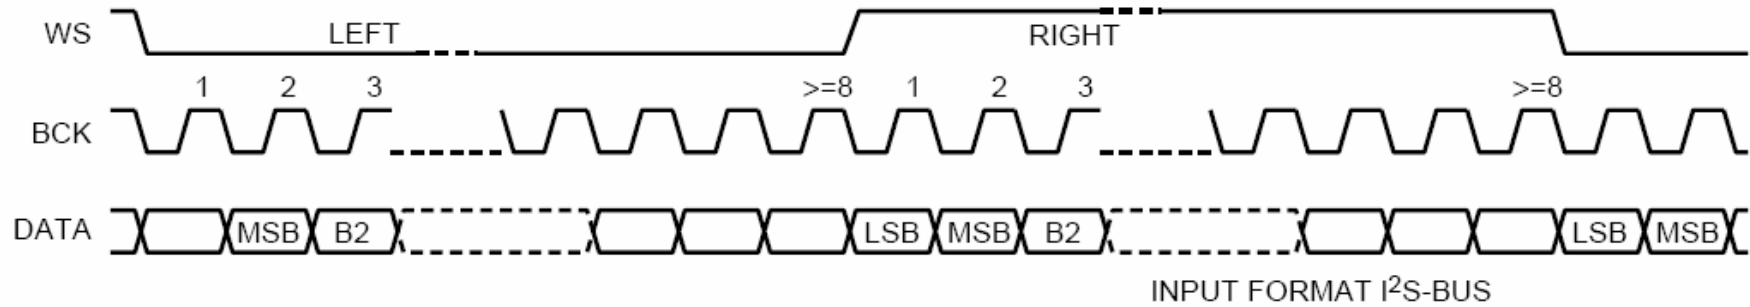 WS LEFT RIGHT
1 2 3 >=8 1 2 3 >=8
BCK
DATA MSB B2 LSB MSB B2 LSB MSB
INPUT FORMAT I²S-BUS